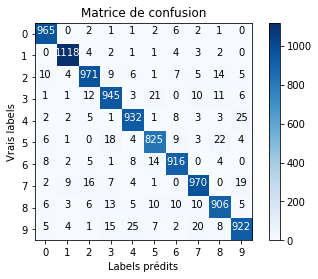 Matrice de confusion
0 965 0 2 1 1 2 6 2 1 0
1 0 1118 4 2 1 1 4 3 2 0
2 10 4 971 9 6 1 7 5 14 5
3 1 1 12 945 3 21 0 10 11 6
4 2 2 5 1 932 1 8 3 3 25
5 6 1 0 18 4 825 9 3 22 4
6 8 2 5 1 8 14 916 0 4 0
7 2 9 16 7 4 1 0 970 0 19
8 6 3 6 13 5 10 10 10 906 5
9 5 4 1 15 25 7 2 20 8 922
0 1 2 3 4 5 6 7 8 9
Labels prédits
Vrais labels
1000
800
600
400
200
0